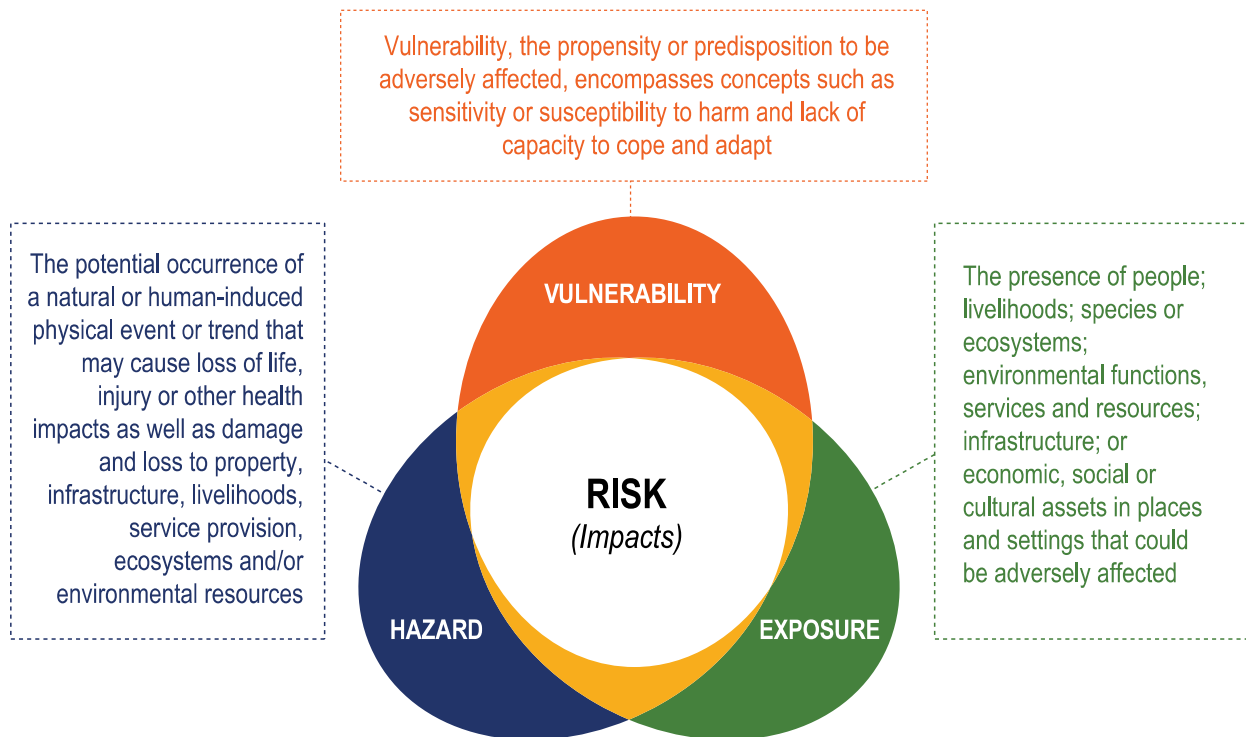 Vulnerability, the propensity or predisposition to be
adversely affected, encompasses concepts such as
sensitivity or susceptibility to harm and lack of
capacity to cope and adapt
The potential occurrence of
a natural or human-induced
physical event or trend that
may cause loss of life,
injury or other health
impacts as well as damage
and loss to property,
infrastructure, livelihoods,
service provision,
ecosystems and/or
environmental resources
VULNERABILITY
RISK
(Impacts)
HAZARD
EXPOSURE
The presence of people;
livelihoods; species or
ecosystems;
environmental functions,
services and resources;
infrastructure; or
economic, social or
cultural assets in places
and settings that could
be adversely affected